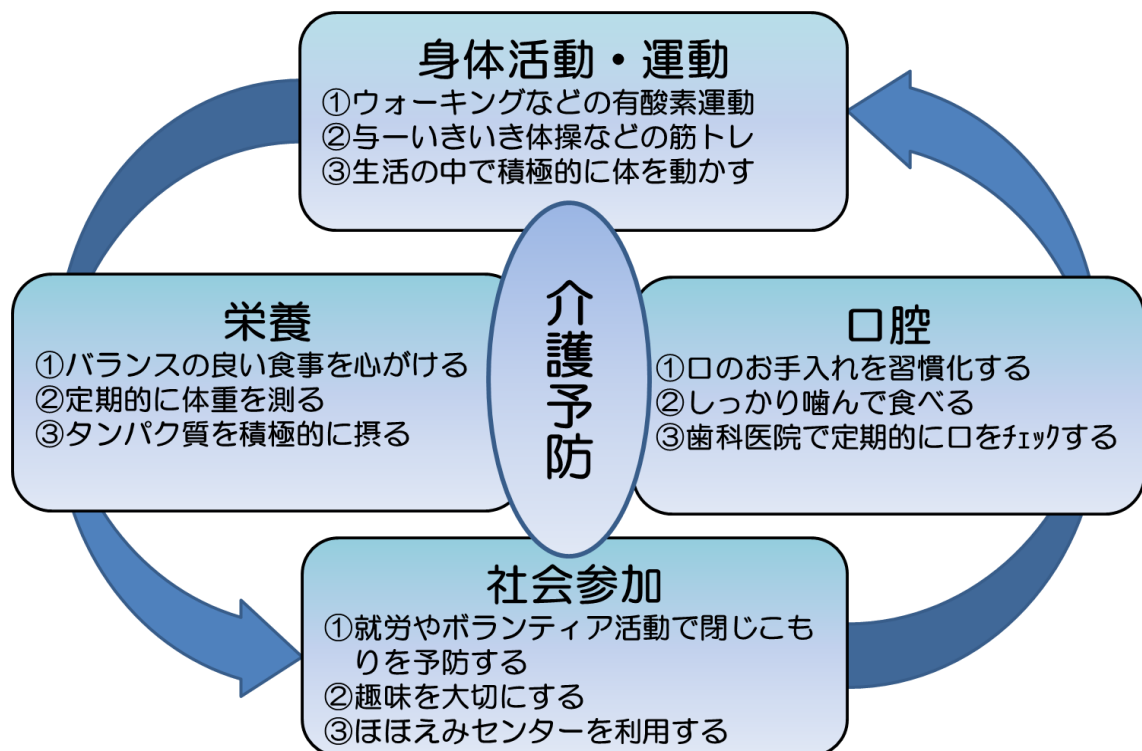 身体活動・運動
①ウォーキングなどの有酸素運動
②与一いきいき体操などの筋トレ
③生活の中で積極的に体を動かす
栄養
①バランスの良い食事を心がける
②定期的に体重を測る
③タンパク質を積極的に摂る
介護予防
口腔
①口のお手入れを習慣化する
②しっかり噛んで食べる
③歯科医院で定期的に口をﾁｪｯｸする
社会参加
①就労やボランティア活動で閉じこも
りを予防する
②趣味を大切にする
③ほほえみセンターを利用する